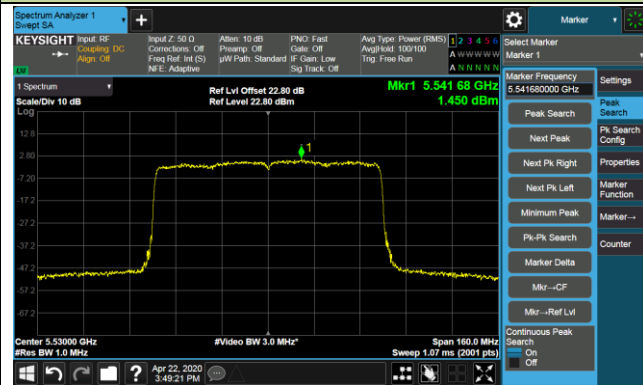 Spectrum Analyzer 1
Swept SA
Marker
KEYSIGHT
Input: RF
Coupling: DC
Align: Off
Input Z: 50 Ω
Corrections: Off
Freq Ref: Int (S)
NFE: Adaptive
Atten: 10 dB
Preamp: Off
µW Path: Standard
PNO: Fast
Gate: Off
IF Gain: Low
Sig Track: Off
Avg Type: Power (RMS)
Avg|Hold: 100/100
Trig: Free Run
1 2 3 4 5 6
A W W W W W
A N N N N N
Select Marker
Marker 1
1 Spectrum
Scale/Div 10 dB
Log
Ref Lvl Offset 22.80 dB
Ref Level 22.80 dBm
Mkr1 5.541 68 GHz
1.450 dBm
Marker Frequency
5.541680000 GHz
Settings
Peak Search
Peak
Search
Next Peak
Pk Search
Config
Next Pk Right
Properties
Next Pk Left
Marker
Function
Minimum Peak
Marker→
Pk-Pk Search
Counter
Marker Delta
Mkr→CF
Mkr→Ref Lvl
Continuous Peak
Search
On
Off
12.8
2.80
-7.20
-17.2
-27.2
-37.2
-47.2
-57.2
-67.2
1
Center 5.53000 GHz
#Res BW 1.0 MHz
#Video BW 3.0 MHz*
Span 160.0 MHz
Sweep 1.07 ms (2001 pts)
Apr 22, 2020
3:49:21 PM